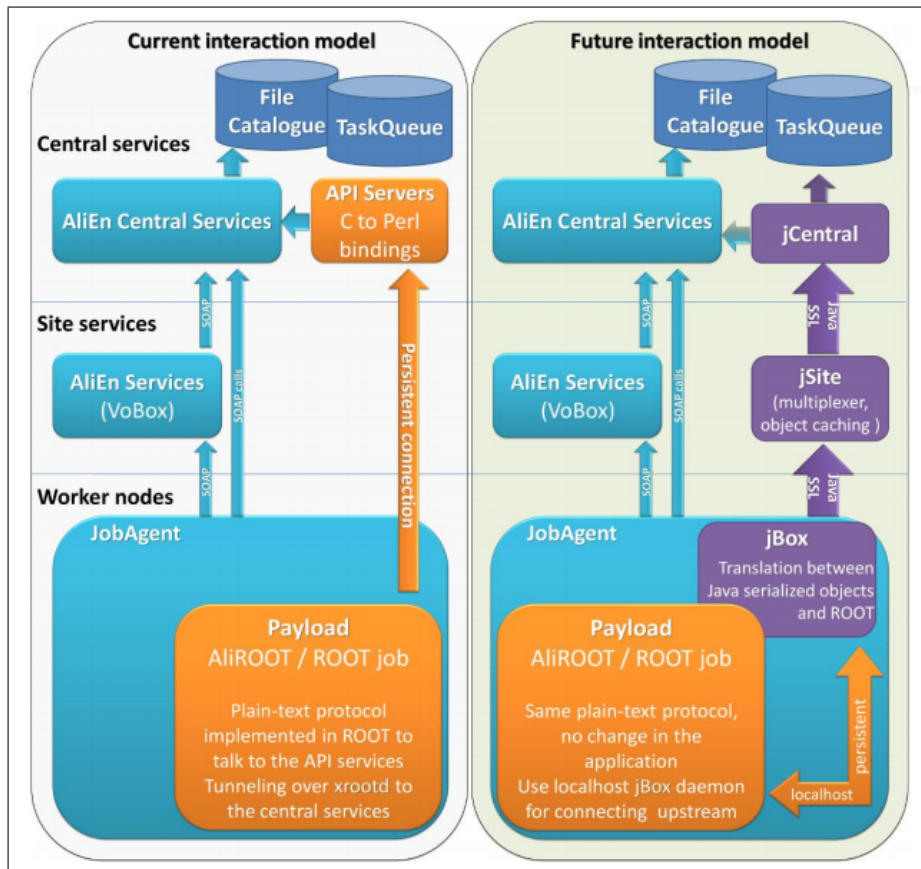 Current interaction model
File
Catalogue
TaskQueue
Central services
AliEn Central Services
API Servers
C to Perl
bindings
SOAP
SOAP calls
Persistent connection
Site services
AliEn Services
(VoBox)
SOAP
Worker nodes
JobAgent
Payload
AliROOT / ROOT job
Plain-text protocol
implemented in ROOT to
talk to the API services
Tunneling over xrootd to
the central services
Future interaction model
File
Catalogue
TaskQueue
AliEn Central Services
jCentral
SOAP
SOAP calls
Java
SSL
AliEn Services
(VoBox)
jSite
(multiplexer,
object caching )
SOAP
Java
SSL
JobAgent
jBox
Translation between
Java serialized objects
and ROOT
Payload
AliROOT / ROOT job
Same plain-text protocol,
no change in the
application
Use localhost jBox daemon
for connecting upstream
persistent
localhost